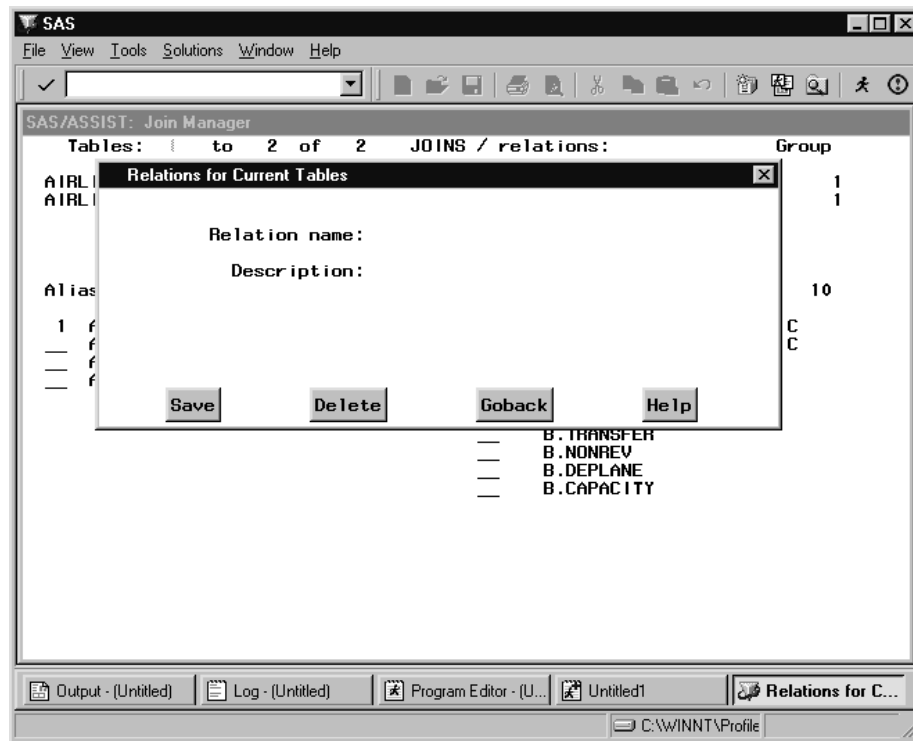 SAS
File View Tools Solutions Window Help
SAS/ASSIST: Join Manager
Tables: to 2 of 2 JOINS / relations: Group
Relations for Current Tables
1
1
Relation name:
Description:
Alias
10
1
C
C
Save Delete Goback Help
B.TRANSFER
B.NONREV
B.DEPLANE
B.CAPACITY
Output - (Untitled) Log - (Untitled) Program Editor - (U... Untitled1 Relations for C...
C:\WINNT\Profile